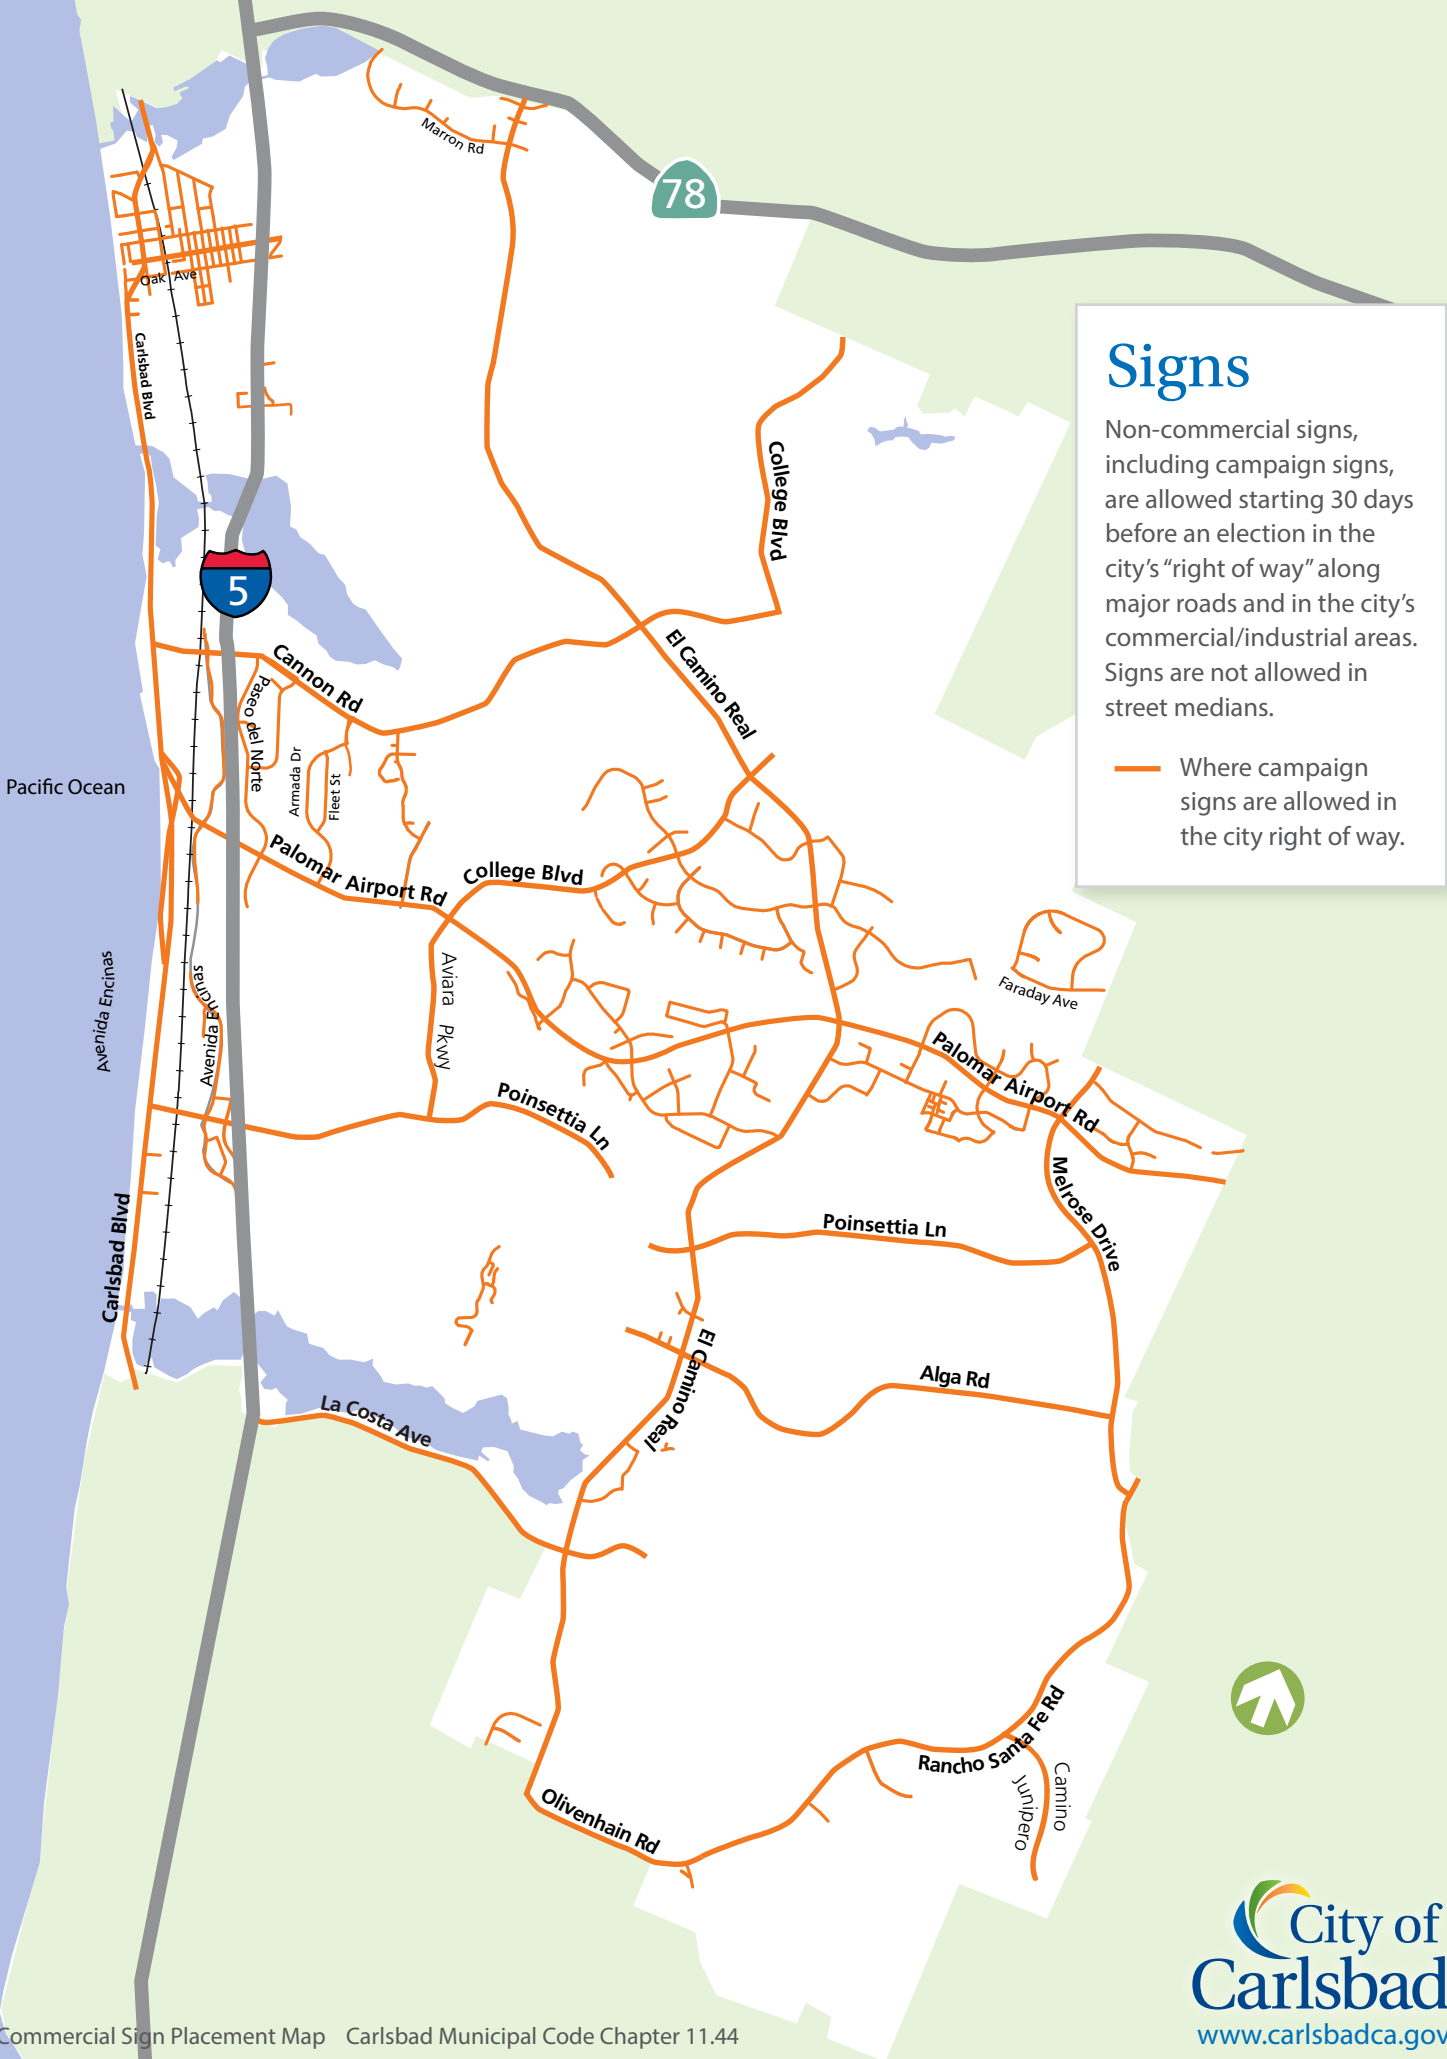 78
Marron Rd
Oak Ave
Carlsbad Blvd
Signs
Non-commercial signs,
including campaign signs,
are allowed starting 30 days
before an election in the
city's “right of way” along
major roads and in the city's
commercial/industrial areas.
Signs are not allowed in
street medians.
Where campaign
signs are allowed in
the city right of way.
College Blvd
5
El Camino Real
Cannon Rd
Paseo del Norte
Armada Dr
Fleet St
Pacific Ocean
Palomar Airport Rd
College Blvd
Avenida Encinas
Avenida Encinas
Aviara Pkwy
Faraday Ave
Palomar Airport Rd
Poinsettia Ln
Melrose Drive
Carlsbad Blvd
Poinsettia Ln
El Camino Real
Alga Rd
La Costa Ave
Rancho Santa Fe Rd
Camino
Junipero
Olivenhain Rd
City of
Carlsbad
www.carlsbadca.gov
Commercial Sign Placement Map Carlsbad Municipal Code Chapter 11.44